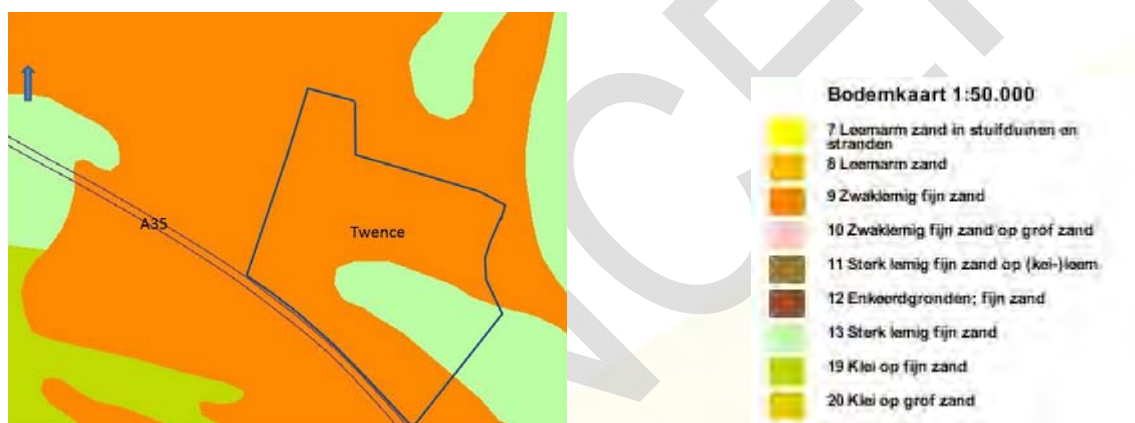 A35
Twence
Bodemkaart 1:50.000
7 Leemarm zand in stuifduinen en
stranden
8 Leemarm zand
9 Zwaklemig fijn zand
10 Zwaklemig fijn zand op grof zand
11 Sterk lemig fijn zand op (kei-)leem
12 Enkeerdgronden; fijn zand
13 Sterk lemig fijn zand
19 Klei op fijn zand
20 Klei op grof zand